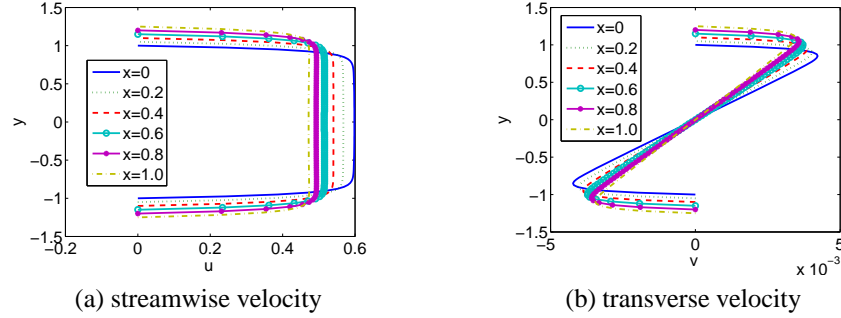 1.5
1
0.5
0
-0.5
-1
-1.5
y
x=0
x=0.2
x=0.4
x=0.6
x=0.8
x=1.0
-0.2 0 0.2 0.4 0.6
u
(a) streamwise velocity
1.5
1
0.5
0
-0.5
-1
-1.5
y
x=0
x=0.2
x=0.4
x=0.6
x=0.8
x=1.0
-5 0 5
v
x 10^-3
(b) transverse velocity